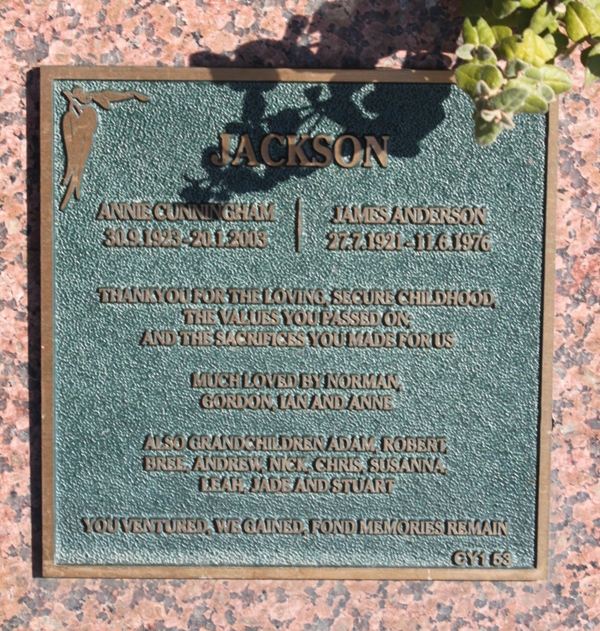 JACKSON
ANNIE CUNNINGHAM
30.9.1923-20.1.2003
JAMES ANDERSON
27.7.1921-11.6.1976
THANKYOU FOR THE LOVING, SECURE CHILDHOOD,
THE VALUES YOU PASSED ON,
AND THE SACRIFICES YOU MADE FOR US
MUCH LOVED BY NORMAN,
GORDON, IAN AND ANNE
ALSO GRANDCHILDREN ADAM, ROBERT,
BREE, ANDREW, NICK, CHRIS, SUSANNA,
LEAH, JADE AND STUART
YOU VENTURED, WE GAINED, FOND MEMORIES REMAIN
GY1 53